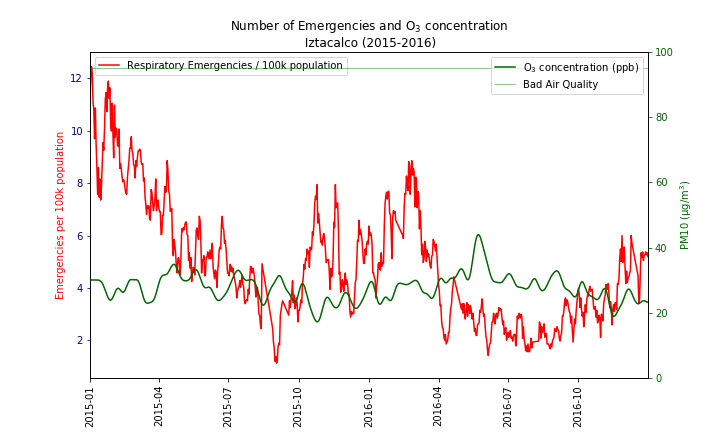 Number of Emergencies and O₃ concentration
Iztacalco (2015-2016)
Respiratory Emergencies / 100k population
O₃ concentration (ppb)
Bad Air Quality
Emergencies per 100k population
12
10
8
6
4
2
PM10 (μg/m³)
100
80
60
40
20
0
2015-01
2015-04
2015-07
2015-10
2016-01
2016-04
2016-07
2016-10